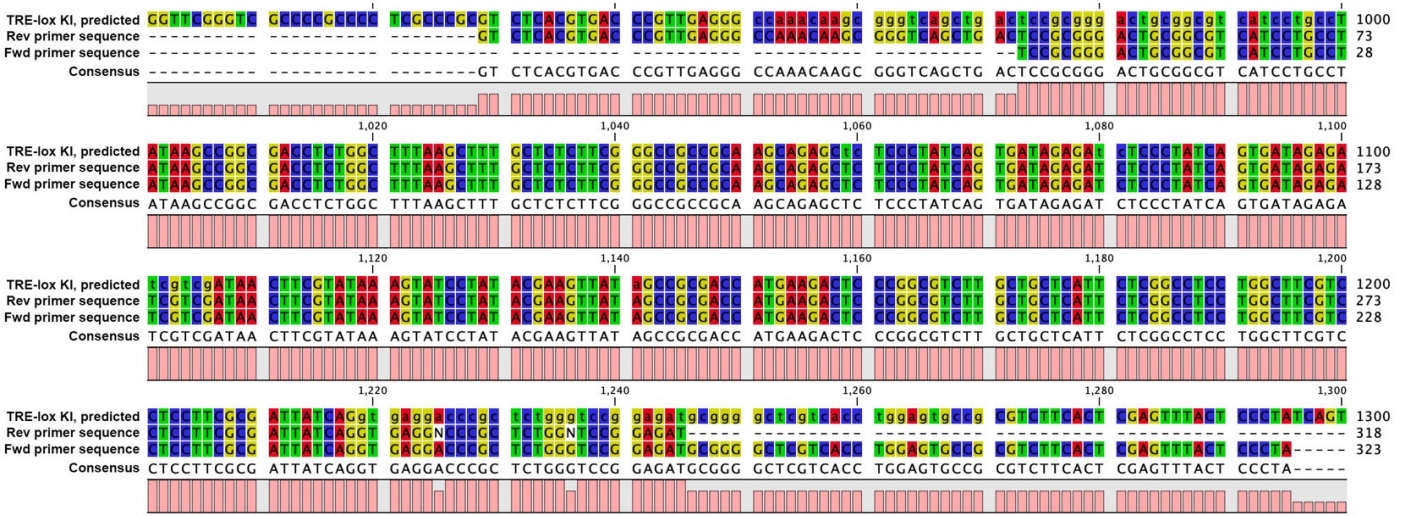 TRE-lox KI, predicted GGTTCGGGTC GCCCCGCCCC TCGCCCGCGT CTCACGTGAC CCGTTGAGGG ccaaacaagc gggtcagctg actccgcggg actgcggcgt catcctgccT 1000
Rev primer sequence ---------- ---------- --------GT CTCACGTGAC CCGTTGAGGG CCAAACAAGC GGGTCAGCTG ACTCCGCGGG ACTGCGGCGT CATCCTGCCT 73
Fwd primer sequence ---------- ---------- ---------- ---------- ---------- ---------- ---------- --TCCGCGGG ACTGCGGCGT CATCCTGCCT 28
Consensus ---------- ---------- --------GT CTCACGTGAC CCGTTGAGGG CCAAACAAGC GGGTCAGCTG ACTCCGCGGG ACTGCGGCGT CATCCTGCCT
1,020 1,040 1,060 1,080 1,100
TRE-lox KI, predicted ATAAGCCGGC GACCTCTGGC TTTAAGCTTT GCTCTCTTCG GGCCGCCGCA AGCAGAGCtc TCCCTATCAG TGATAGAGAt CTCCCTATCA GTGATAGAGA 1100
Rev primer sequence ATAAGCCGGC GACCTCTGGC TTTAAGCTTT GCTCTCTTCG GGCCGCCGCA AGCAGAGCTC TCCCTATCAG TGATAGAGAT CTCCCTATCA GTGATAGAGA 173
Fwd primer sequence ATAAGCCGGC GACCTCTGGC TTTAAGCTTT GCTCTCTTCG GGCCGCCGCA AGCAGAGCTC TCCCTATCAG TGATAGAGAT CTCCCTATCA GTGATAGAGA 128
Consensus ATAAGCCGGC GACCTCTGGC TTTAAGCTTT GCTCTCTTCG GGCCGCCGCA AGCAGAGCTC TCCCTATCAG TGATAGAGAT CTCCCTATCA GTGATAGAGA
1,120 1,140 1,160 1,180 1,200
TRE-lox KI, predicted tcgtcgATAA CTTCGTATAA AGTATCCTAT ACGAAGTTAT aGCCGCGACC ATGAAGACTC CCGGCGTCTT GCTGCTCATT CTCGGCCTCC TGGCTTCGTC 1200
Rev primer sequence TCGTCGATAA CTTCGTATAA AGTATCCTAT ACGAAGTTAT AGCCGCGACC ATGAAGACTC CCGGCGTCTT GCTGCTCATT CTCGGCCTCC TGGCTTCGTC 273
Fwd primer sequence TCGTCGATAA CTTCGTATAA AGTATCCTAT ACGAAGTTAT AGCCGCGACC ATGAAGACTC CCGGCGTCTT GCTGCTCATT CTCGGCCTCC TGGCTTCGTC 228
Consensus TCGTCGATAA CTTCGTATAA AGTATCCTAT ACGAAGTTAT AGCCGCGACC ATGAAGACTC CCGGCGTCTT GCTGCTCATT CTCGGCCTCC TGGCTTCGTC
1,220 1,240 1,260 1,280 1,300
TRE-lox KI, predicted CTCCTTCGCG ATTATCAGgt gaggacccgc tctgggtccg gagatgcggg gctcgtcacc tggagtgccg CGTCTTCACT CGAGTTTACT CCCTATCAGT 1300
Rev primer sequence CTCCTTCGCG ATTATCAGGT GAGGNCCCGC TCTGGNTCCG GAGAT----- ---------- ---------- ---------- ---------- ---------- 318
Fwd primer sequence CTCCTTCGCG ATTATCAGGT GAGGACCCGC TCTGGGTCCG GAGATGCGGG GCTCGTCACC TGGAGTGCCG CGTCTTCACT CGAGTTTACT CCCTA----- 323
Consensus CTCCTTCGCG ATTATCAGGT GAGGACCCGC TCTGGGTCCG GAGATGCGGG GCTCGTCACC TGGAGTGCCG CGTCTTCACT CGAGTTTACT CCCTA-----